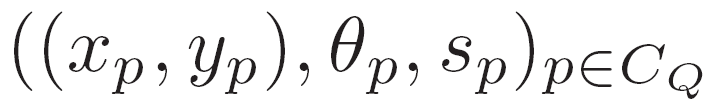 ((x_p, y_p), θ_p, s_p)_{p∈C_Q}